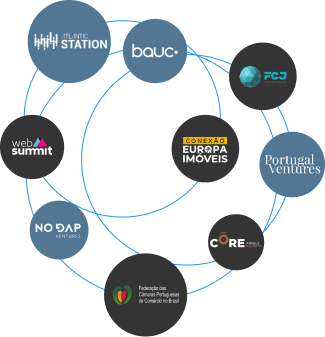 ATLANTIC
STATION
bauc
FCJ
web
summit
CONEXÃO
EUROPA
IMÓVEIS
Portugal
Ventures
NO DAP
VENTURES
CORE
Federação das
Câmaras Portuguesas
de Comércio no Brasil